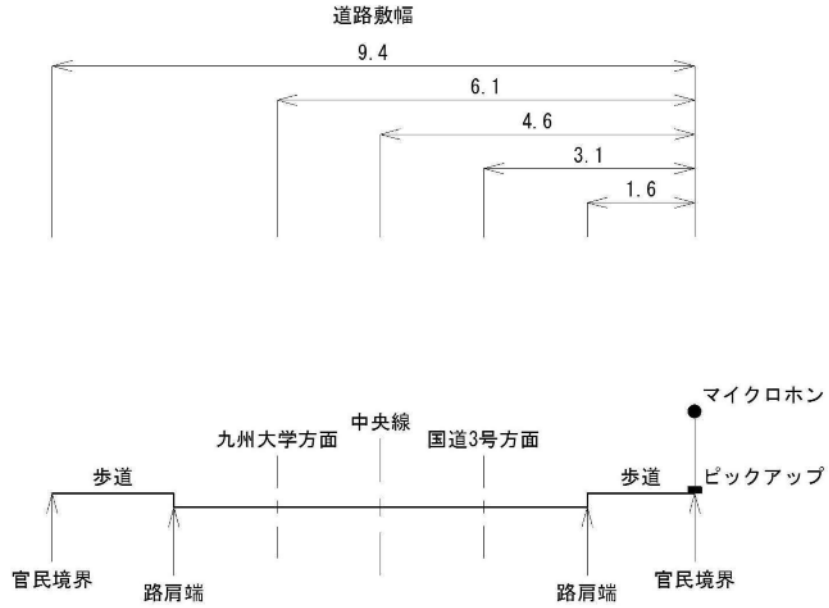 道路敷幅
9.4
6.1
4.6
3.1
1.6
マイクロホン
中央線
九州大学方面
国道3号方面
歩道
歩道
ピックアップ
官民境界
路肩端
路肩端
官民境界